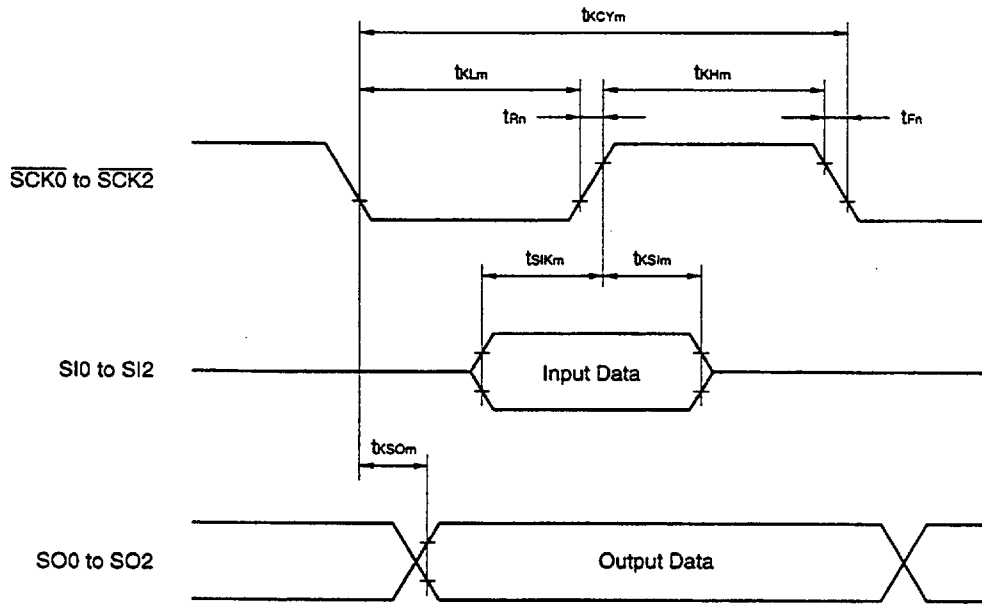 tKCYm
tKLm
tKHm
tRn
tFn
SCK0 to SCK2
tSIKm
tKSIm
SI0 to SI2
Input Data
tKSOm
SO0 to SO2
Output Data